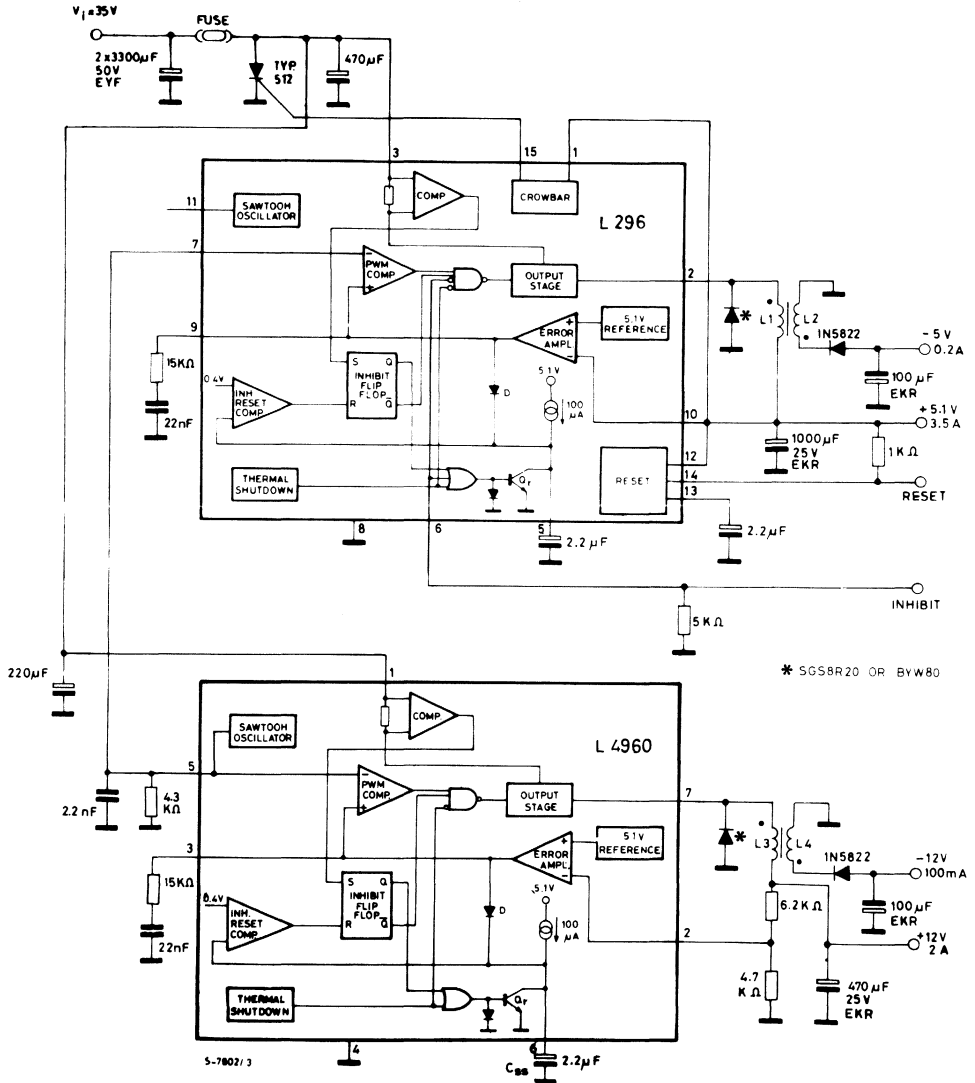 Vi = 35V
FUSE
2 x 3300µF
50V
EYF
TYP.
512
470µF
3
15
1
11
SAWTOOH
OSCILLATOR
COMP
CROWBAR
L 296
7
PWM
COMP
OUTPUT
STAGE
2
*
L1
L2
1N5822
-5V
0.2A
100µF
EKR
9
ERROR
AMPL.
5.1V
REFERENCE
15KΩ
22nF
0.4V
INH.
RESET
COMP.
S Q
INHIBIT
FLIP
FLOP
R Q̅
D
5.1V
100
µA
10
+5.1V
3.5A
1000µF
25V
EKR
1KΩ
12
RESET
14
13
RESET
THERMAL
SHUTDOWN
Qr
8
6
5
2.2µF
2.2µF
INHIBIT
5KΩ
* SGS8R20 OR BYW80
220µF
1
SAWTOOH
OSCILLATOR
COMP.
L 4960
5
PWM
COMP.
OUTPUT
STAGE
7
2.2nF
4.3
KΩ
*
L3
L4
1N5822
-12V
100mA
3
ERROR
AMPL.
5.1V
REFERENCE
15KΩ
22nF
0.4V
INH.
RESET
COMP.
S Q
INHIBIT
FLIP
FLOP
R Q̅
D
5.1V
100
µA
6.2KΩ
100µF
EKR
2
+12V
2A
4.7
KΩ
470µF
25V
EKR
THERMAL
SHUTDOWN
Qr
4
6
S-7802/3
Css
2.2µF